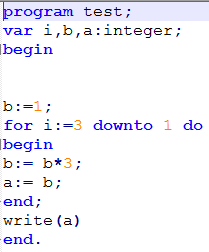 program test;
var i,b,a:integer;
begin
b:=1;
for i:=3 downto 1 do
begin
b:= b*3;
a:= b;
end;
write(a)
end.